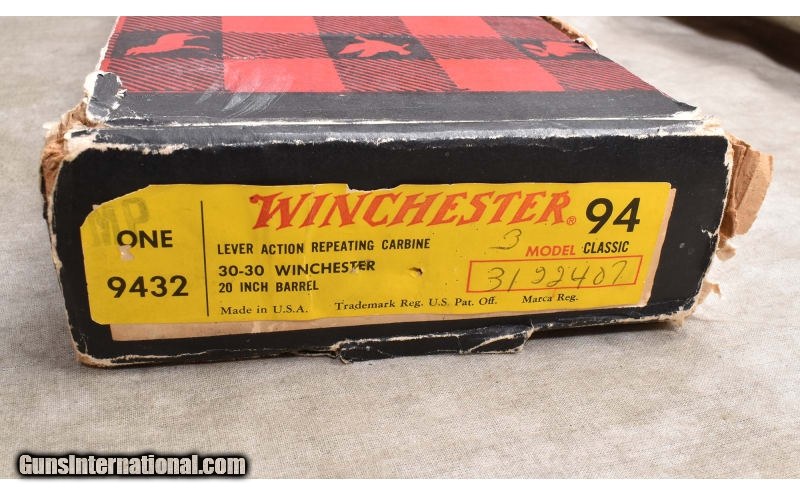 MP
ONE
9432
WINCHESTER® 94
LEVER ACTION REPEATING CARBINE
3
MODEL CLASSIC
30-30 WINCHESTER
20 INCH BARREL
3192407
Made in U.S.A. Trademark Reg. U.S. Pat. Off. Marca Reg.
GunsInternational.com